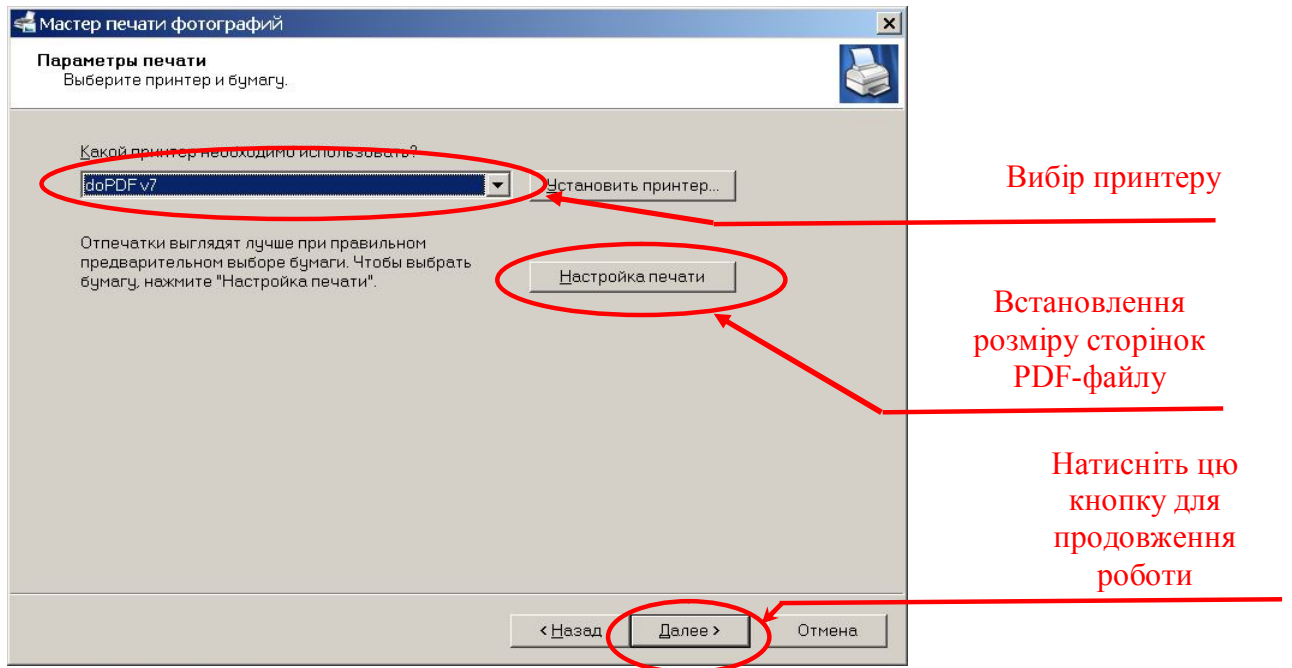 Мастер печати фотографий
Параметры печати
Выберите принтер и бумагу.
Какой принтер необходимо использовать?
doPDF v7
Установить принтер...
Вибір принтеру
Отпечатки выглядят лучше при правильном
предварительном выборе бумаги. Чтобы выбрать
бумагу, нажмите "Настройка печати".
Настройка печати
Встановлення
розміру сторінок
PDF-файлу
Натисніть цю
кнопку для
продовження
роботи
< Назад
Далее >
Отмена